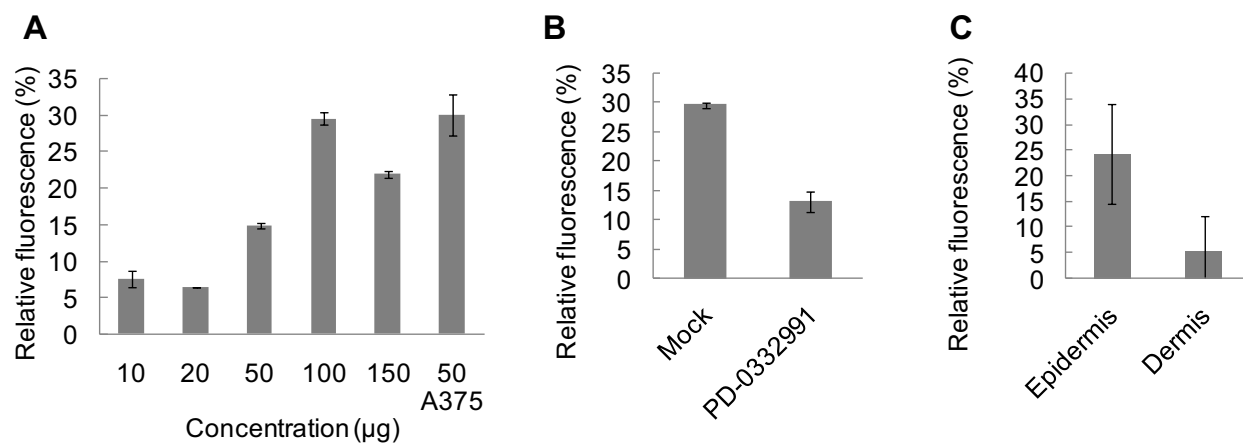 A
Relative fluorescence (%)
35
30
25
20
15
10
5
0
10 20 50 100 150 50
A375
Concentration (µg)
B
Relative fluorescence (%)
35
30
25
20
15
10
5
0
Mock
PD-0332991
C
Relative fluorescence (%)
40
35
30
25
20
15
10
5
0
Epidermis
Dermis